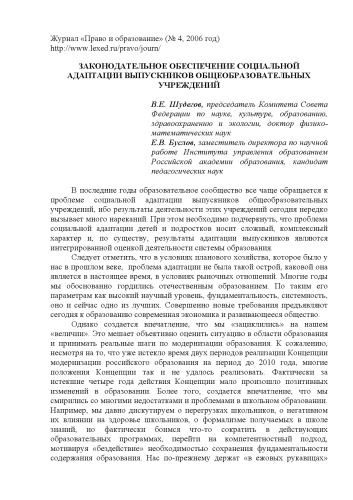 Журнал «Право и образование» (№ 4, 2006 год)
http://www.lexed.ru/pravo/journ/
ЗАКОНОДАТЕЛЬНОЕ ОБЕСПЕЧЕНИЕ СОЦИАЛЬНОЙ
АДАПТАЦИИ ВЫПУСКНИКОВ ОБЩЕОБРАЗОВАТЕЛЬНЫХ
УЧРЕЖДЕНИЙ
В.Е. Шудегов, председатель Комитета Совета
Федерации по науке, культуре, образованию,
здравоохранению и экологии, доктор физико-
математических наук
Е.В. Буслов, заместитель директора по научной
работе Института управления образованием
Российской академии образования, кандидат
педагогических наук
В последние годы образовательное сообщество все чаще обращается к
проблеме социальной адаптации выпускников общеобразовательных
учреждений, ибо результаты деятельности этих учреждений сегодня нередко
вызывает много нареканий. При этом необходимо подчеркнуть, что проблема
социальной адаптации детей и подростков носит сложный, комплексный
характер и, по существу, результаты адаптации выпускников являются
интегрированной оценкой деятельности системы образования.
Следует отметить, что в условиях планового хозяйства, которое было у
нас в прошлом веке, проблема адаптации не была такой острой, каковой она
является в настоящее время, в условиях рыночных отношений. Многие годы
мы обоснованно гордились отечественным образованием. По таким его
параметрам как высокий научный уровень, фундаментальность, системность,
оно и сейчас одно из лучших. Совершенно новые требования предъявляют
сегодня к образованию современная экономика и развивающееся общество.
Однако создается впечатление, что мы «зациклились» на нашем
«величии». Это мешает объективно оценить ситуацию в области образования
и принимать реальные шаги по модернизации образования. К сожалению,
несмотря на то, что уже истекло время двух периодов реализации Концепции
модернизации российского образования на период до 2010 года, многие
положения Концепции так и не удалось реализовать. Фактически за
истекшие четыре года действия Концепции мало произошло позитивных
изменений в образовании. Более того, создается впечатление, что мы
смирились со многими недостатками и проблемами в школьном образовании.
Например, мы давно дискутируем о перегрузках школьников, о негативном
их влиянии на здоровье школьников, о формализме получаемых в школе
знаний, но фактически боимся что-то сократить в действующих
образовательных программах, перейти на компетентностный подход,
мотивируя «бездействие» необходимостью сохранения фундаментальности
содержания образования. Нас по-прежнему держат «в ежовых рукавицах»